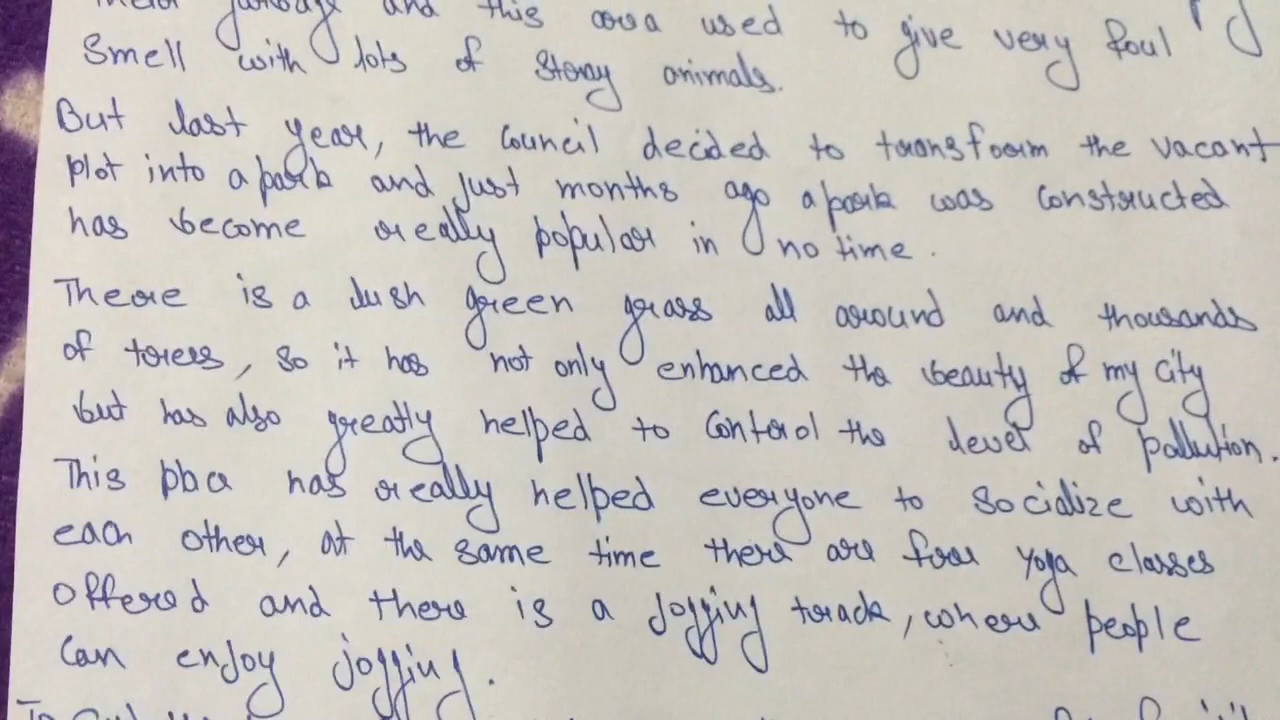 their garbage and this area used to give very foul
Smell with lots of stray animals.
But last year, the Council decided to transform the vacant
plot into a park and just months ago a park was constructed
has become really popular in no time.
There is a lush green grass all around and thousands
of trees, so it has not only enhanced the beauty of my city
but has also greatly helped to control the level of pollution.
This place has really helped everyone to socialize with
each other, at the same time there are free yoga classes
offered and there is a jogging track, where people
Can enjoy jogging.